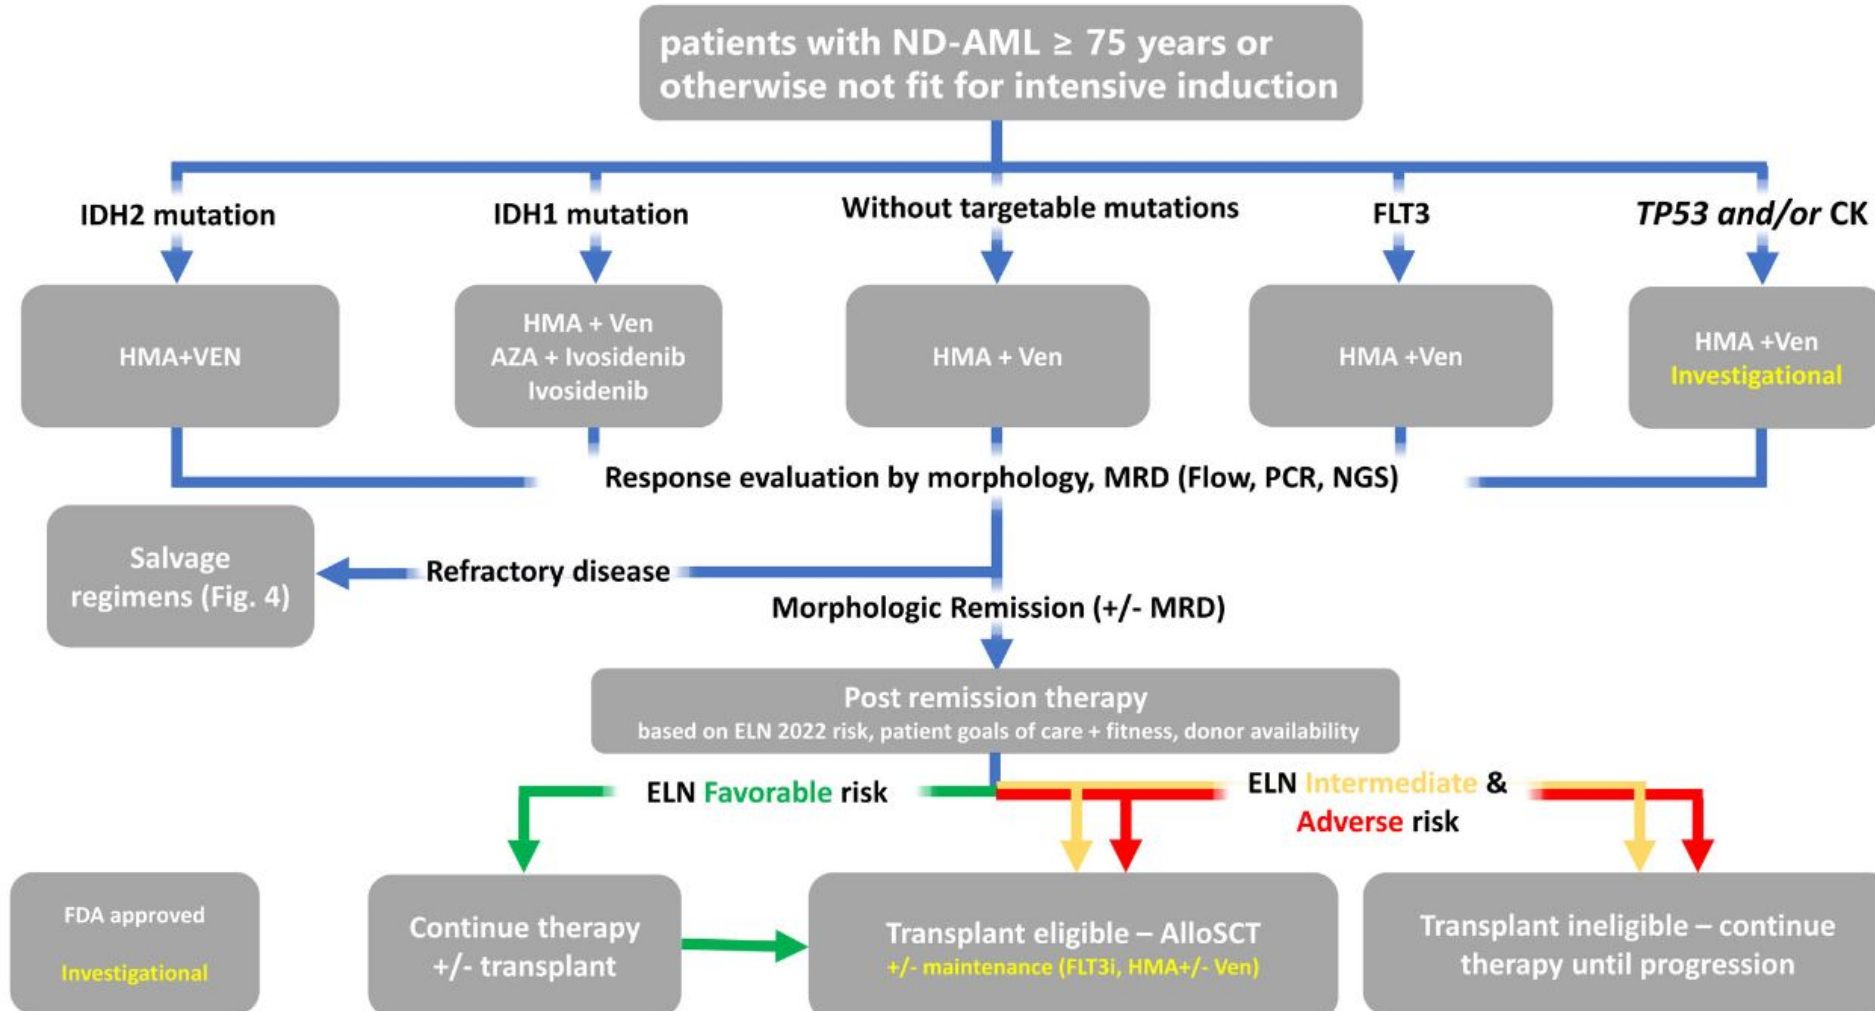 patients with ND-AML ≥ 75 years or
otherwise not fit for intensive induction
IDH2 mutation
IDH1 mutation
Without targetable mutations
FLT3
TP53 and/or CK
HMA+VEN
HMA + Ven
AZA + Ivosidenib
Ivosidenib
HMA + Ven
HMA +Ven
HMA +Ven
Investigational
Response evaluation by morphology, MRD (Flow, PCR, NGS)
Salvage
regimens (Fig. 4)
Refractory disease
Morphologic Remission (+/- MRD)
Post remission therapy
based on ELN 2022 risk, patient goals of care + fitness, donor availability
ELN Favorable risk
ELN Intermediate &
Adverse risk
FDA approved
Investigational
Continue therapy
+/- transplant
Transplant eligible – AlloSCT
+/- maintenance (FLT3i, HMA+/- Ven)
Transplant ineligible – continue
therapy until progression